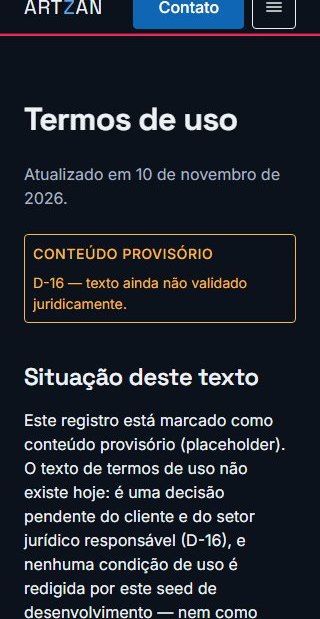 ARTZAN
Contato
Termos de uso
Atualizado em 10 de novembro de
2026.
CONTEÚDO PROVISÓRIO
D-16 — texto ainda não validado
juridicamente.
Situação deste texto
Este registro está marcado como
conteúdo provisório (placeholder).
O texto de termos de uso não
existe hoje: é uma decisão
pendente do cliente e do setor
jurídico responsável (D-16), e
nenhuma condição de uso é
redigida por este seed de
desenvolvimento — nem como